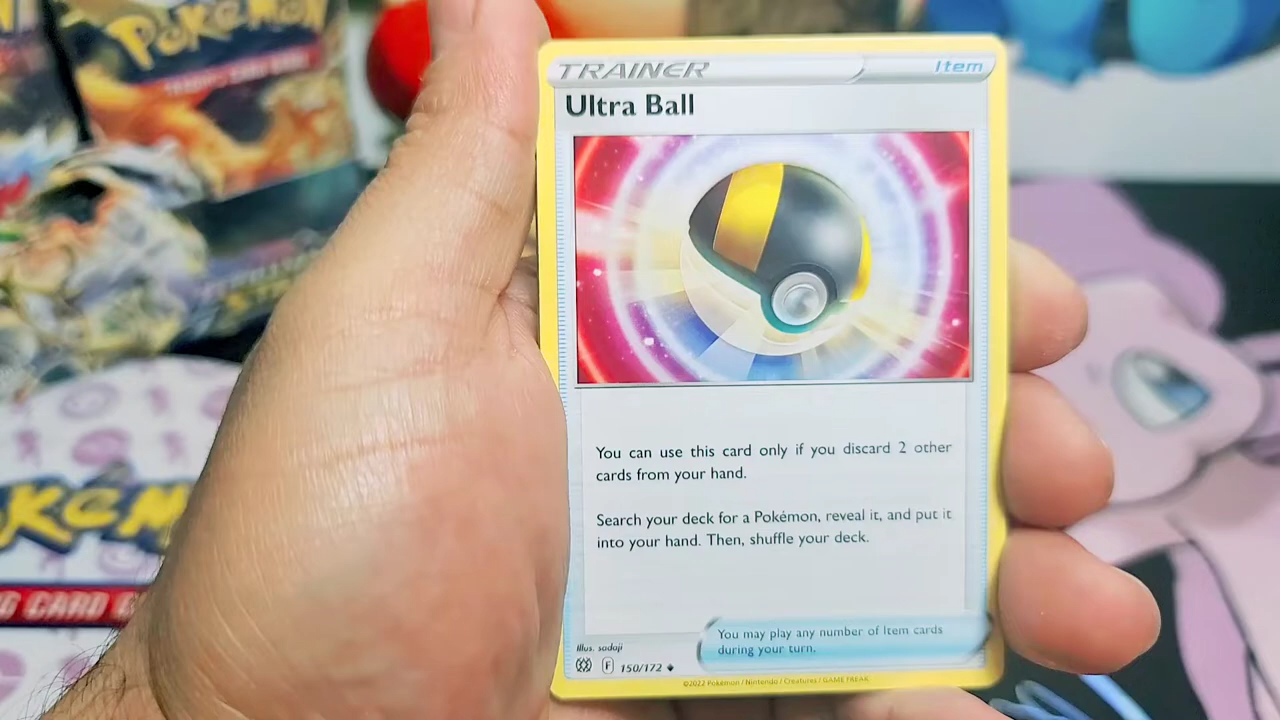 Pokémon
TRAINER
Item
Ultra Ball
You can use this card only if you discard 2 other
cards from your hand.
Search your deck for a Pokémon, reveal it, and put it
into your hand. Then, shuffle your deck.
You may play any number of Item cards
during your turn.
Illus. sadaji
F 150/172
©2022 Pokémon / Nintendo / Creatures / GAME FREAK
CARD